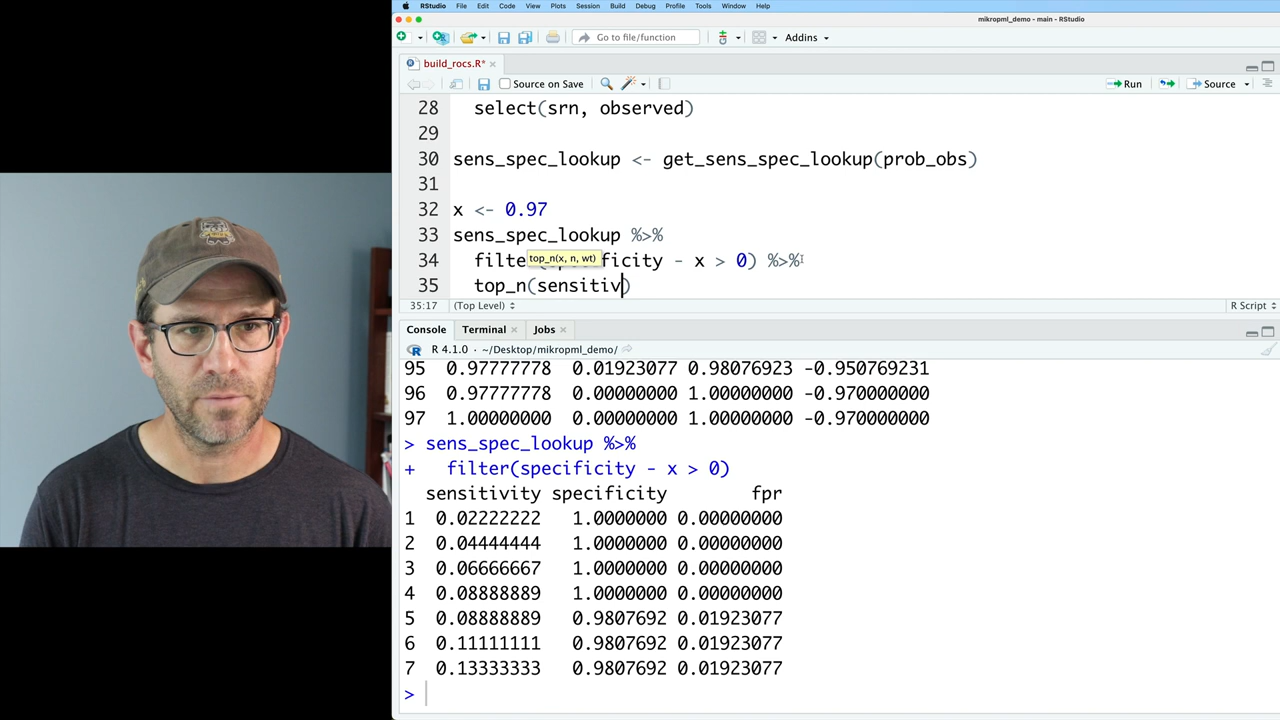 RStudio File Edit Code View Plots Session Build Debug Profile Tools Window Help
mikropml_demo - main - RStudio
Go to file/function Addins
build_rocs.R*
Source on Save Run Source
28 select(srn, observed)
29
30 sens_spec_lookup <- get_sens_spec_lookup(prob_obs)
31
32 x <- 0.97
33 sens_spec_lookup %>%
top_n(x, n, wt)
34 filte ificity - x > 0) %>%
35 top_n(sensitiv)
35:17 (Top Level) R Script
Console Terminal Jobs
R 4.1.0 · ~/Desktop/mikropml_demo/
95 0.97777778 0.01923077 0.98076923 -0.950769231
96 0.97777778 0.00000000 1.00000000 -0.970000000
97 1.00000000 0.00000000 1.00000000 -0.970000000
> sens_spec_lookup %>%
+ filter(specificity - x > 0)
sensitivity specificity fpr
1 0.02222222 1.0000000 0.00000000
2 0.04444444 1.0000000 0.00000000
3 0.06666667 1.0000000 0.00000000
4 0.08888889 1.0000000 0.00000000
5 0.08888889 0.9807692 0.01923077
6 0.11111111 0.9807692 0.01923077
7 0.13333333 0.9807692 0.01923077
>